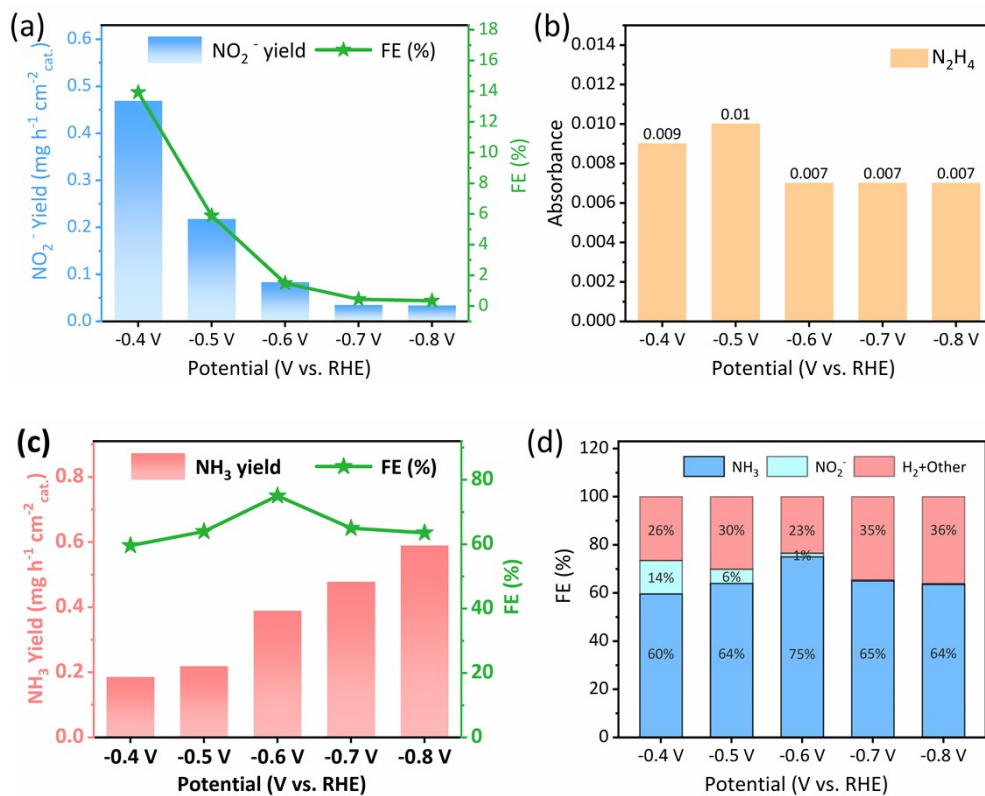 (a)
NO₂⁻ yield
FE (%)
NO₂⁻ Yield (mg h⁻¹ cm⁻²cat.)
0.6
0.5
0.4
0.3
0.2
0.1
0.0
18
16
14
12
10
8
6
4
2
0
FE (%)
-0.4 V -0.5 V -0.6 V -0.7 V -0.8 V
Potential (V vs. RHE)
(b)
N₂H₄
Absorbance
0.014
0.012
0.010
0.008
0.006
0.004
0.002
0.000
0.009 0.01 0.007 0.007 0.007
-0.4 V -0.5 V -0.6 V -0.7 V -0.8 V
Potential (V vs. RHE)
(c)
NH₃ yield
FE (%)
NH₃ Yield (mg h⁻¹ cm⁻²cat.)
0.8
0.6
0.4
0.2
0.0
80
60
40
20
0
FE (%)
-0.4 V -0.5 V -0.6 V -0.7 V -0.8 V
Potential (V vs. RHE)
(d)
NH₃ NO₂⁻ H₂+Other
FE (%)
120
100
80
60
40
20
0
26% 30% 23% 35% 36%
14% 6% 1%
60% 64% 75% 65% 64%
-0.4 V -0.5 V -0.6 V -0.7 V -0.8 V
Potential (V vs. RHE)